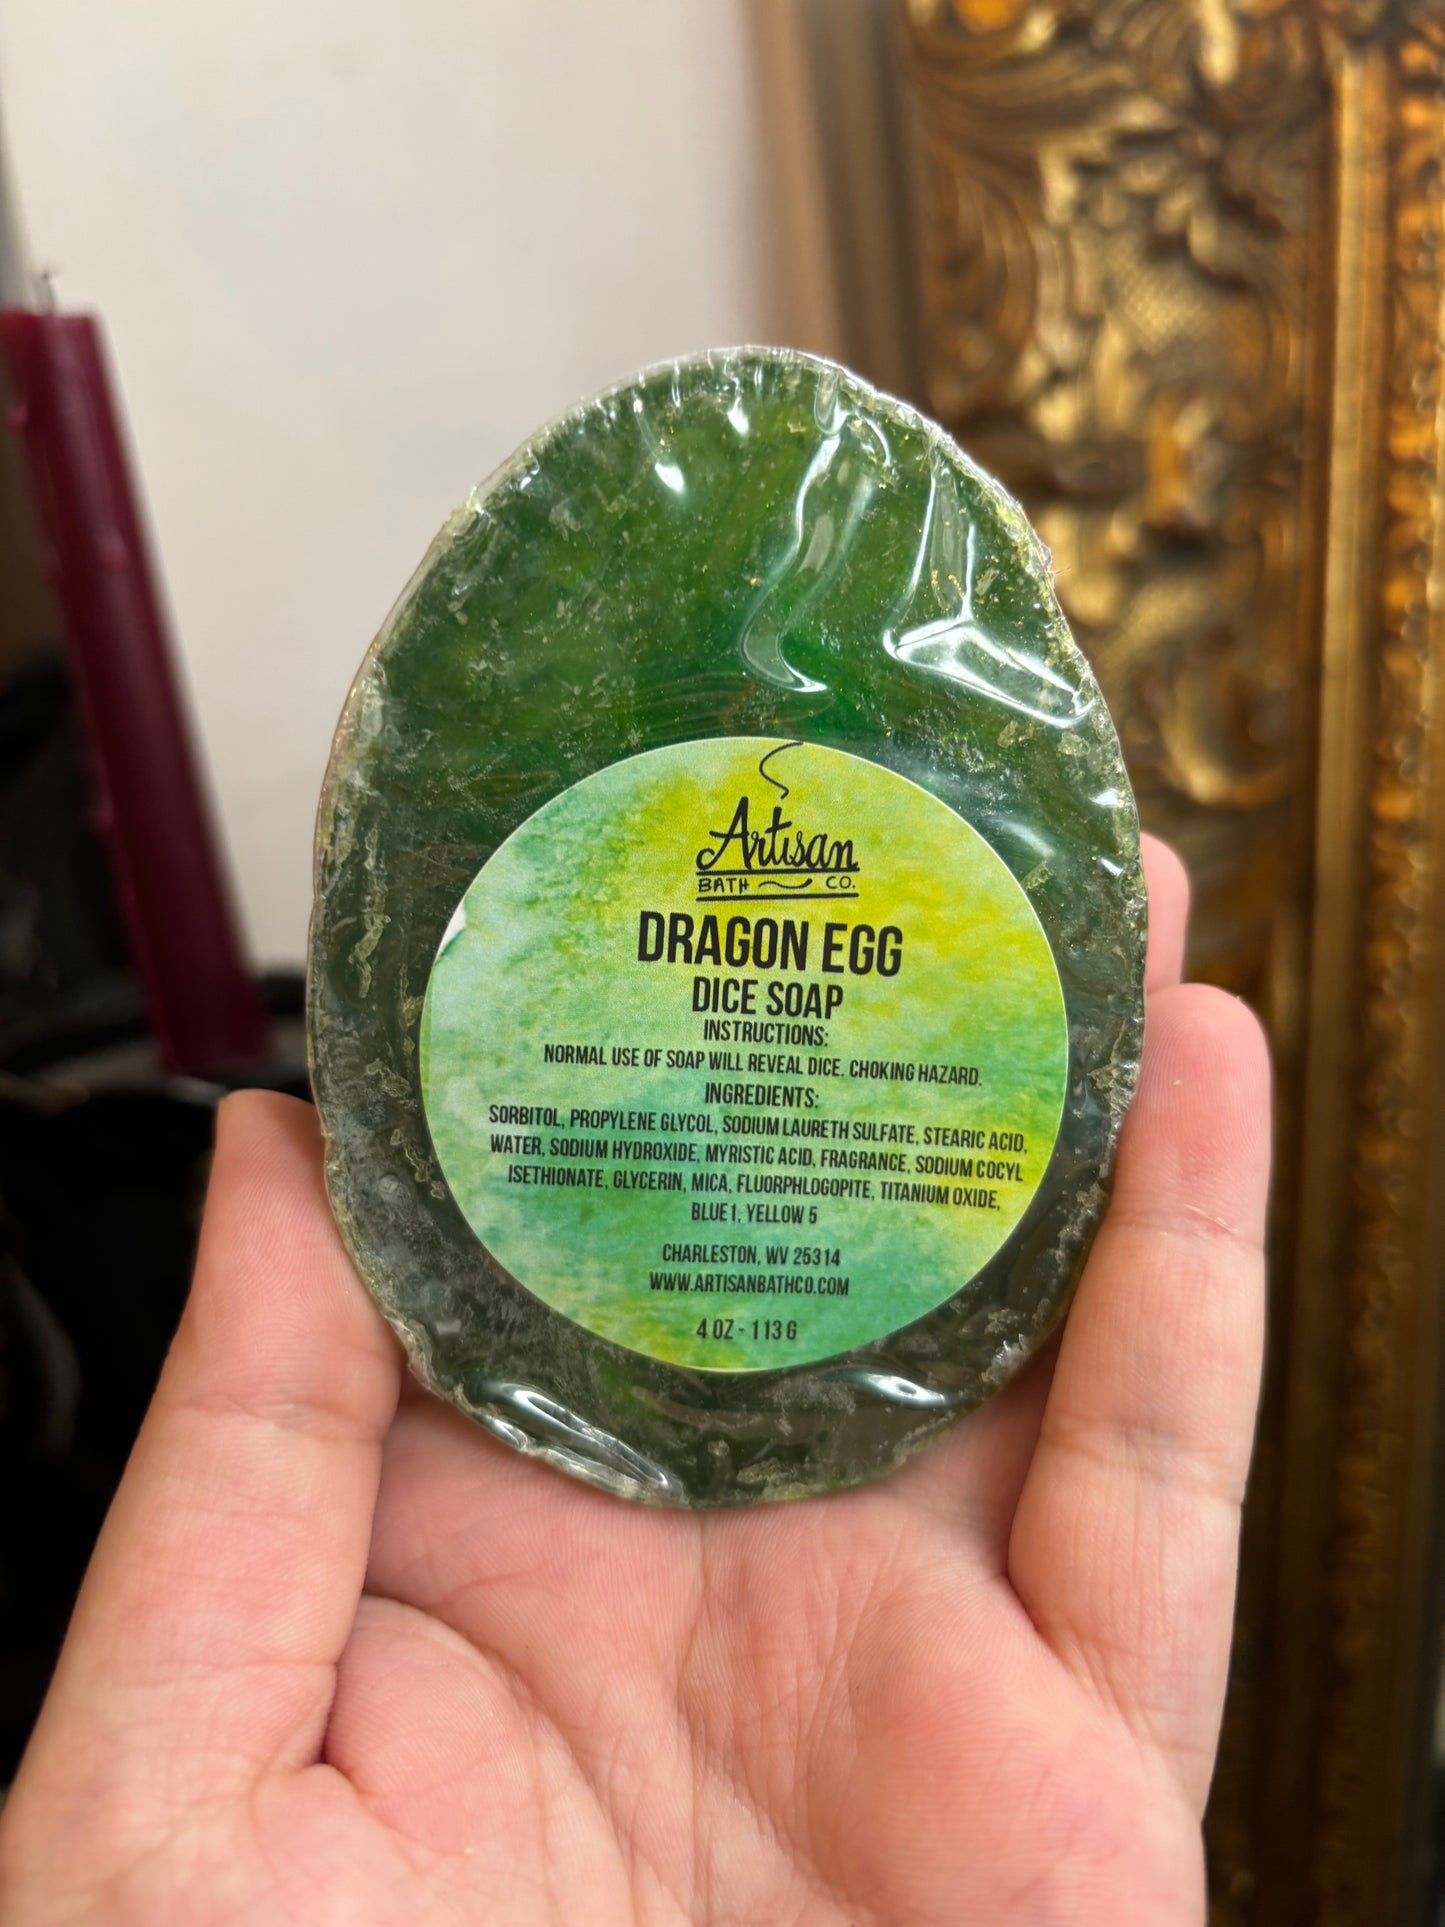 Artisan
BATH CO.
DRAGON EGG
DICE SOAP
INSTRUCTIONS:
NORMAL USE OF SOAP WILL REVEAL DICE. CHOKING HAZARD.
INGREDIENTS:
SORBITOL, PROPYLENE GLYCOL, SODIUM LAURETH SULFATE, STEARIC ACID,
WATER, SODIUM HYDROXIDE, MYRISTIC ACID, FRAGRANCE, SODIUM COCYL
ISETHIONATE, GLYCERIN, MICA, FLUORPHLOGOPITE, TITANIUM OXIDE,
BLUE 1, YELLOW 5
CHARLESTON, WV 25314
WWW.ARTISANBATHCO.COM
4 OZ - 113 G